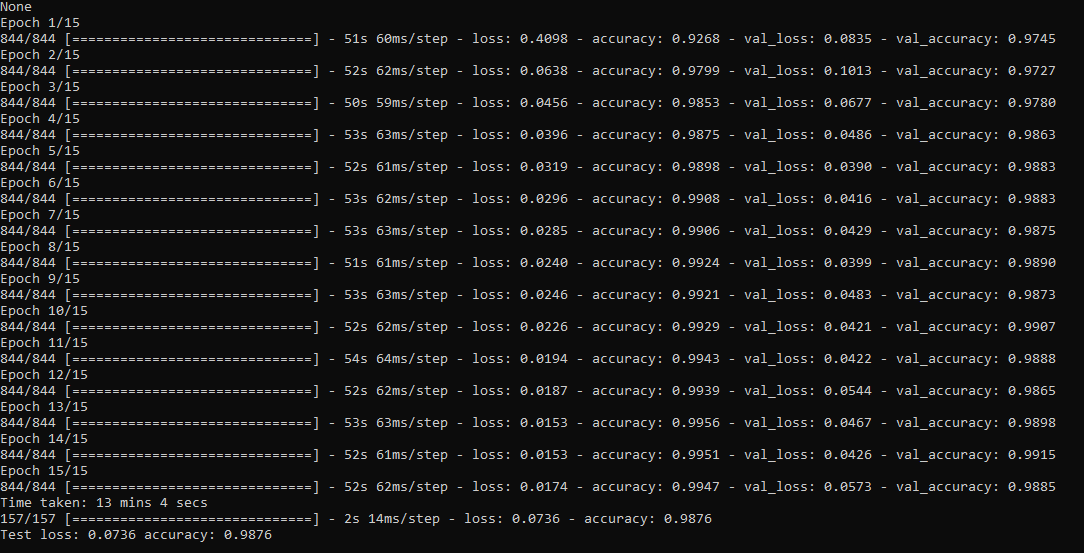 None
Epoch 1/15
844/844 [==============================] - 51s 60ms/step - loss: 0.4098 - accuracy: 0.9268 - val_loss: 0.0835 - val_accuracy: 0.9745
Epoch 2/15
844/844 [==============================] - 52s 62ms/step - loss: 0.0638 - accuracy: 0.9799 - val_loss: 0.1013 - val_accuracy: 0.9727
Epoch 3/15
844/844 [==============================] - 50s 59ms/step - loss: 0.0456 - accuracy: 0.9853 - val_loss: 0.0677 - val_accuracy: 0.9780
Epoch 4/15
844/844 [==============================] - 53s 63ms/step - loss: 0.0396 - accuracy: 0.9875 - val_loss: 0.0486 - val_accuracy: 0.9863
Epoch 5/15
844/844 [==============================] - 52s 61ms/step - loss: 0.0319 - accuracy: 0.9898 - val_loss: 0.0390 - val_accuracy: 0.9883
Epoch 6/15
844/844 [==============================] - 53s 62ms/step - loss: 0.0296 - accuracy: 0.9908 - val_loss: 0.0416 - val_accuracy: 0.9883
Epoch 7/15
844/844 [==============================] - 53s 63ms/step - loss: 0.0285 - accuracy: 0.9906 - val_loss: 0.0429 - val_accuracy: 0.9875
Epoch 8/15
844/844 [==============================] - 51s 61ms/step - loss: 0.0240 - accuracy: 0.9924 - val_loss: 0.0399 - val_accuracy: 0.9890
Epoch 9/15
844/844 [==============================] - 53s 63ms/step - loss: 0.0246 - accuracy: 0.9921 - val_loss: 0.0483 - val_accuracy: 0.9873
Epoch 10/15
844/844 [==============================] - 52s 62ms/step - loss: 0.0226 - accuracy: 0.9929 - val_loss: 0.0421 - val_accuracy: 0.9907
Epoch 11/15
844/844 [==============================] - 54s 64ms/step - loss: 0.0194 - accuracy: 0.9943 - val_loss: 0.0422 - val_accuracy: 0.9888
Epoch 12/15
844/844 [==============================] - 52s 62ms/step - loss: 0.0187 - accuracy: 0.9939 - val_loss: 0.0544 - val_accuracy: 0.9865
Epoch 13/15
844/844 [==============================] - 53s 63ms/step - loss: 0.0153 - accuracy: 0.9956 - val_loss: 0.0467 - val_accuracy: 0.9898
Epoch 14/15
844/844 [==============================] - 52s 61ms/step - loss: 0.0153 - accuracy: 0.9951 - val_loss: 0.0426 - val_accuracy: 0.9915
Epoch 15/15
844/844 [==============================] - 52s 62ms/step - loss: 0.0174 - accuracy: 0.9947 - val_loss: 0.0573 - val_accuracy: 0.9885
Time taken: 13 mins 4 secs
157/157 [==============================] - 2s 14ms/step - loss: 0.0736 - accuracy: 0.9876
Test loss: 0.0736 accuracy: 0.9876